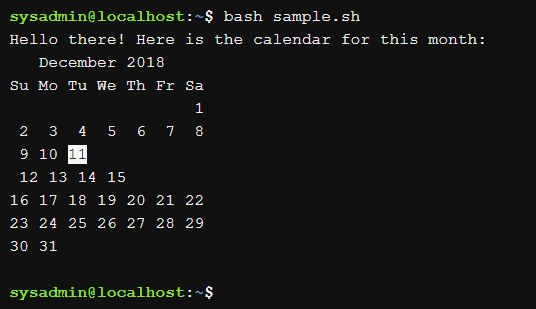 sysadmin@localhost:~$ bash sample.sh
Hello there! Here is the calendar for this month:
   December 2018
Su Mo Tu We Th Fr Sa
                   1
 2  3  4  5  6  7  8
 9 10 11
 12 13 14 15
16 17 18 19 20 21 22
23 24 25 26 27 28 29
30 31
sysadmin@localhost:~$